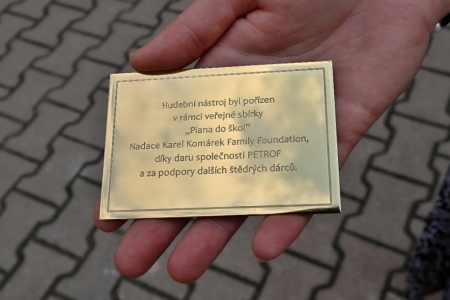 Hudební nástroj byl pořízen
v rámci veřejné sbírky
„Piana do škol"
Nadace Karel Komárek Family Foundation,
díky daru společnosti PETROF
a za podpory dalších štědrých dárců.